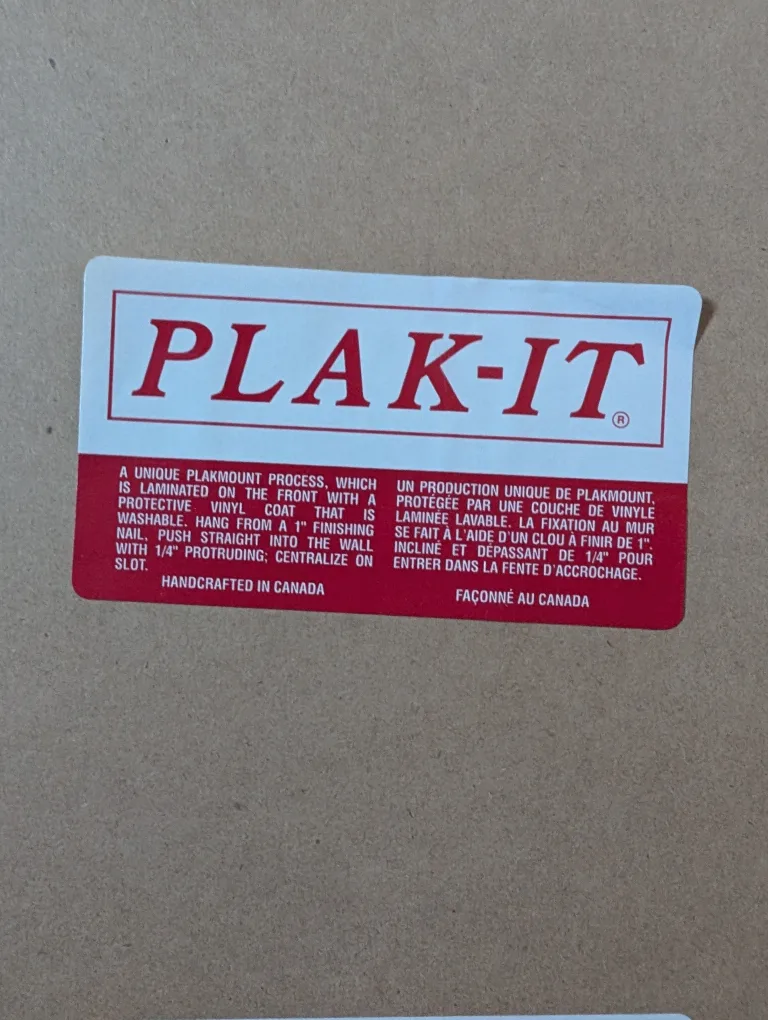 PLAK-IT®
A UNIQUE PLAKMOUNT PROCESS, WHICH
IS LAMINATED ON THE FRONT WITH A
PROTECTIVE VINYL COAT THAT IS
WASHABLE. HANG FROM A 1" FINISHING
NAIL, PUSH STRAIGHT INTO THE WALL
WITH 1/4" PROTRUDING; CENTRALIZE ON
SLOT.
HANDCRAFTED IN CANADA
UN PRODUCTION UNIQUE DE PLAKMOUNT,
PROTÉGÉE PAR UNE COUCHE DE VINYLE
LAMINÉE LAVABLE. LA FIXATION AU MUR
SE FAIT À L'AIDE D'UN CLOU À FINIR DE 1".
INCLINÉ ET DÉPASSANT DE 1/4" POUR
ENTRER DANS LA FENTE D'ACCROCHAGE.
FAÇONNÉ AU CANADA